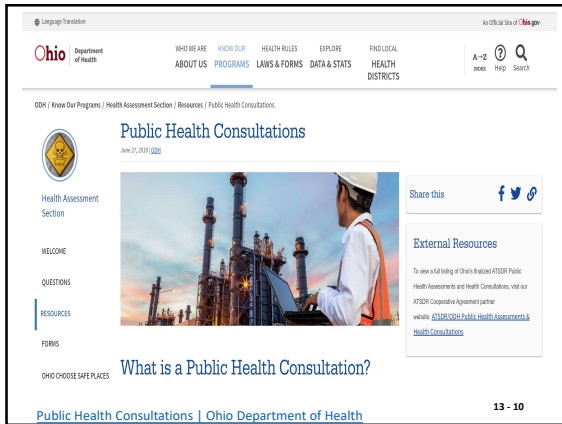 Language Translation
An Official Site of Ohio.gov
Ohio
Department
of Health
WHO WE ARE
ABOUT US
KNOW OUR
PROGRAMS
HEALTH RULES
LAWS & FORMS
EXPLORE
DATA & STATS
FIND LOCAL
HEALTH
DISTRICTS
A→Z
INDEX
Help
Search
ODH / Know Our Programs / Health Assessment Section / Resources / Public Health Consultations
Public Health Consultations
June 27, 2019 | ODH
Health Assessment
Section
WELCOME
QUESTIONS
RESOURCES
FORMS
OHIO CHOOSE SAFE PLACES
Share this
External Resources
To view a full listing of Ohio's finalized ATSDR Public
Health Assessments and Health Consultations, visit our
ATSDR Cooperative Agreement partner
website: ATSDR/ODH Public Health Assessments &
Health Consultations
What is a Public Health Consultation?
Public Health Consultations | Ohio Department of Health
13 - 10